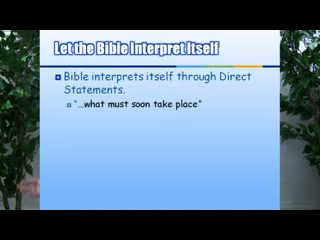 Let the Bible Interpret Itself
Bible interprets itself through Direct
Statements.
"…what must soon take place"